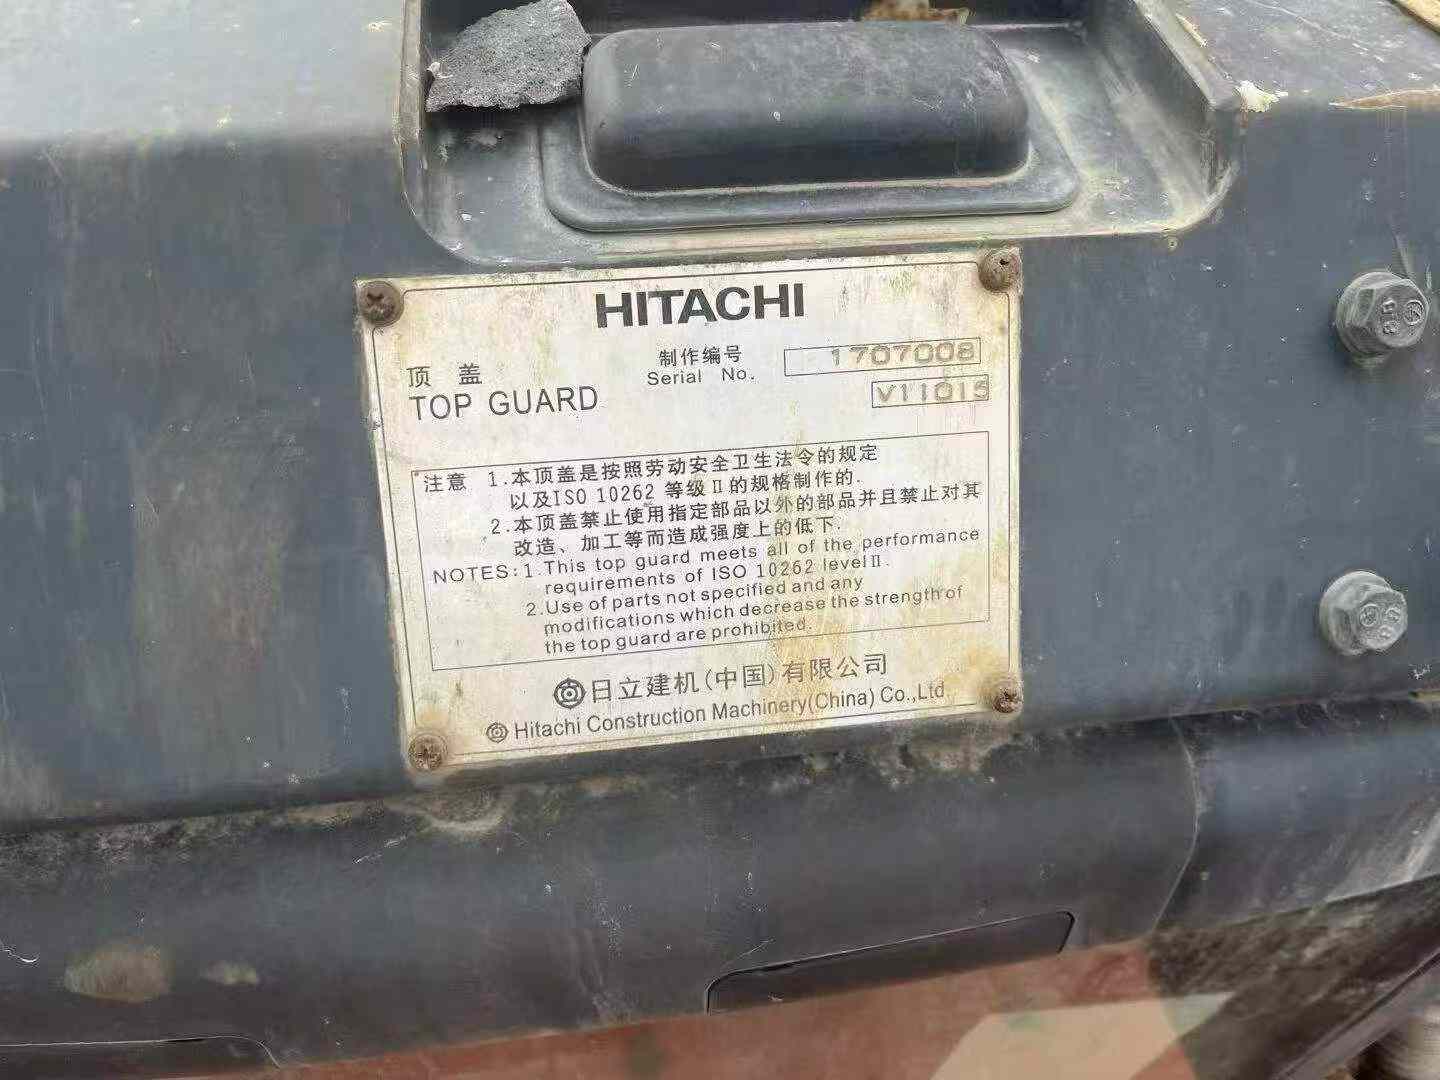 HITACHI
顶 盖
TOP GUARD
制作编号
Serial No.
1707008
V11015
注意 1.本顶盖是按照劳动安全卫生法令的规定
以及ISO 10262 等级Ⅱ的规格制作的.
2.本顶盖禁止使用指定部品以外的部品并且禁止对其
改造、加工等而造成强度上的低下.
NOTES:1.This top guard meets all of the performance
requirements of ISO 10262 levelⅡ.
2.Use of parts not specified and any
modifications which decrease the strength of
the top guard are prohibited.
日立建机(中国)有限公司
Hitachi Construction Machinery(China) Co.,Ltd.